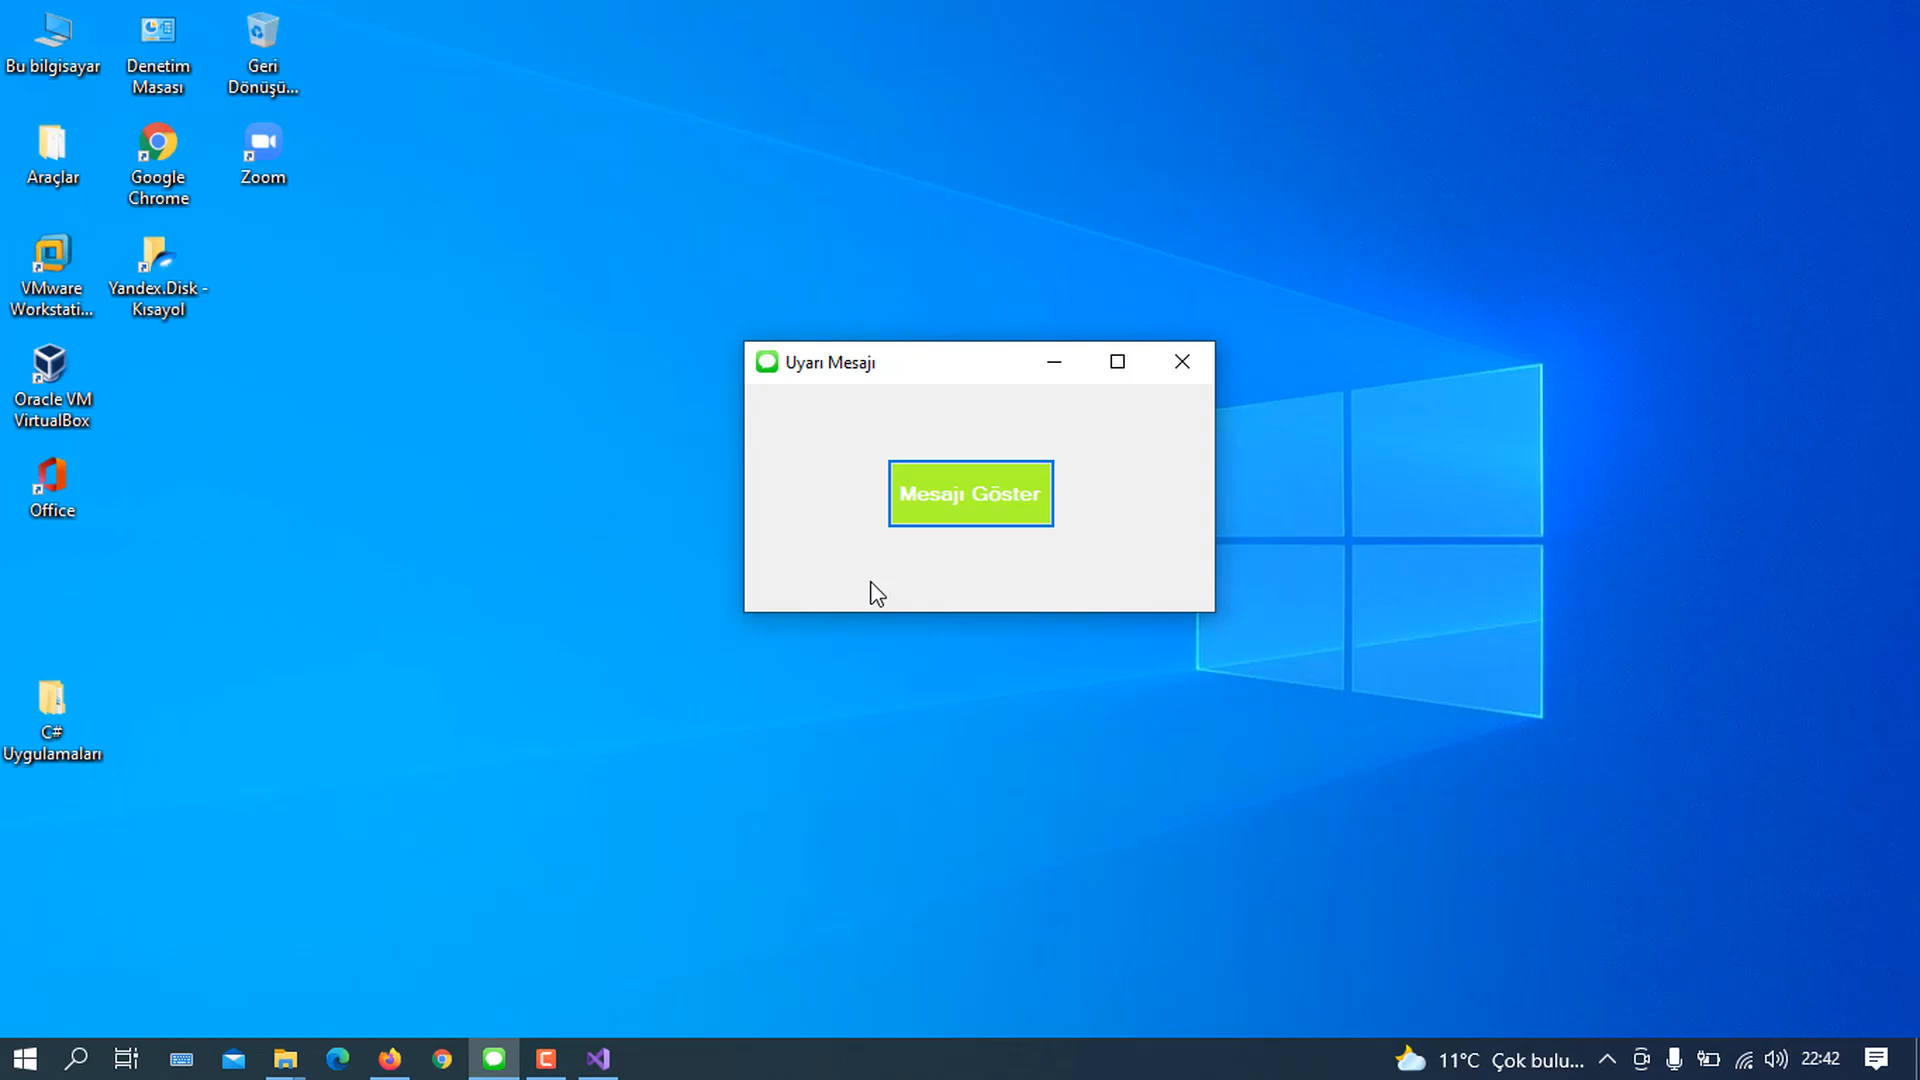 Bu bilgisayar
Denetim
Masası
Geri
Dönüşü...
Araçlar
Google
Chrome
Zoom
VMware
Workstati...
Yandex.Disk -
Kısayol
Oracle VM
VirtualBox
Office
C#
Uygulamaları
Uyarı Mesajı
Mesajı Göster
11°C Çok bulu...
22:42